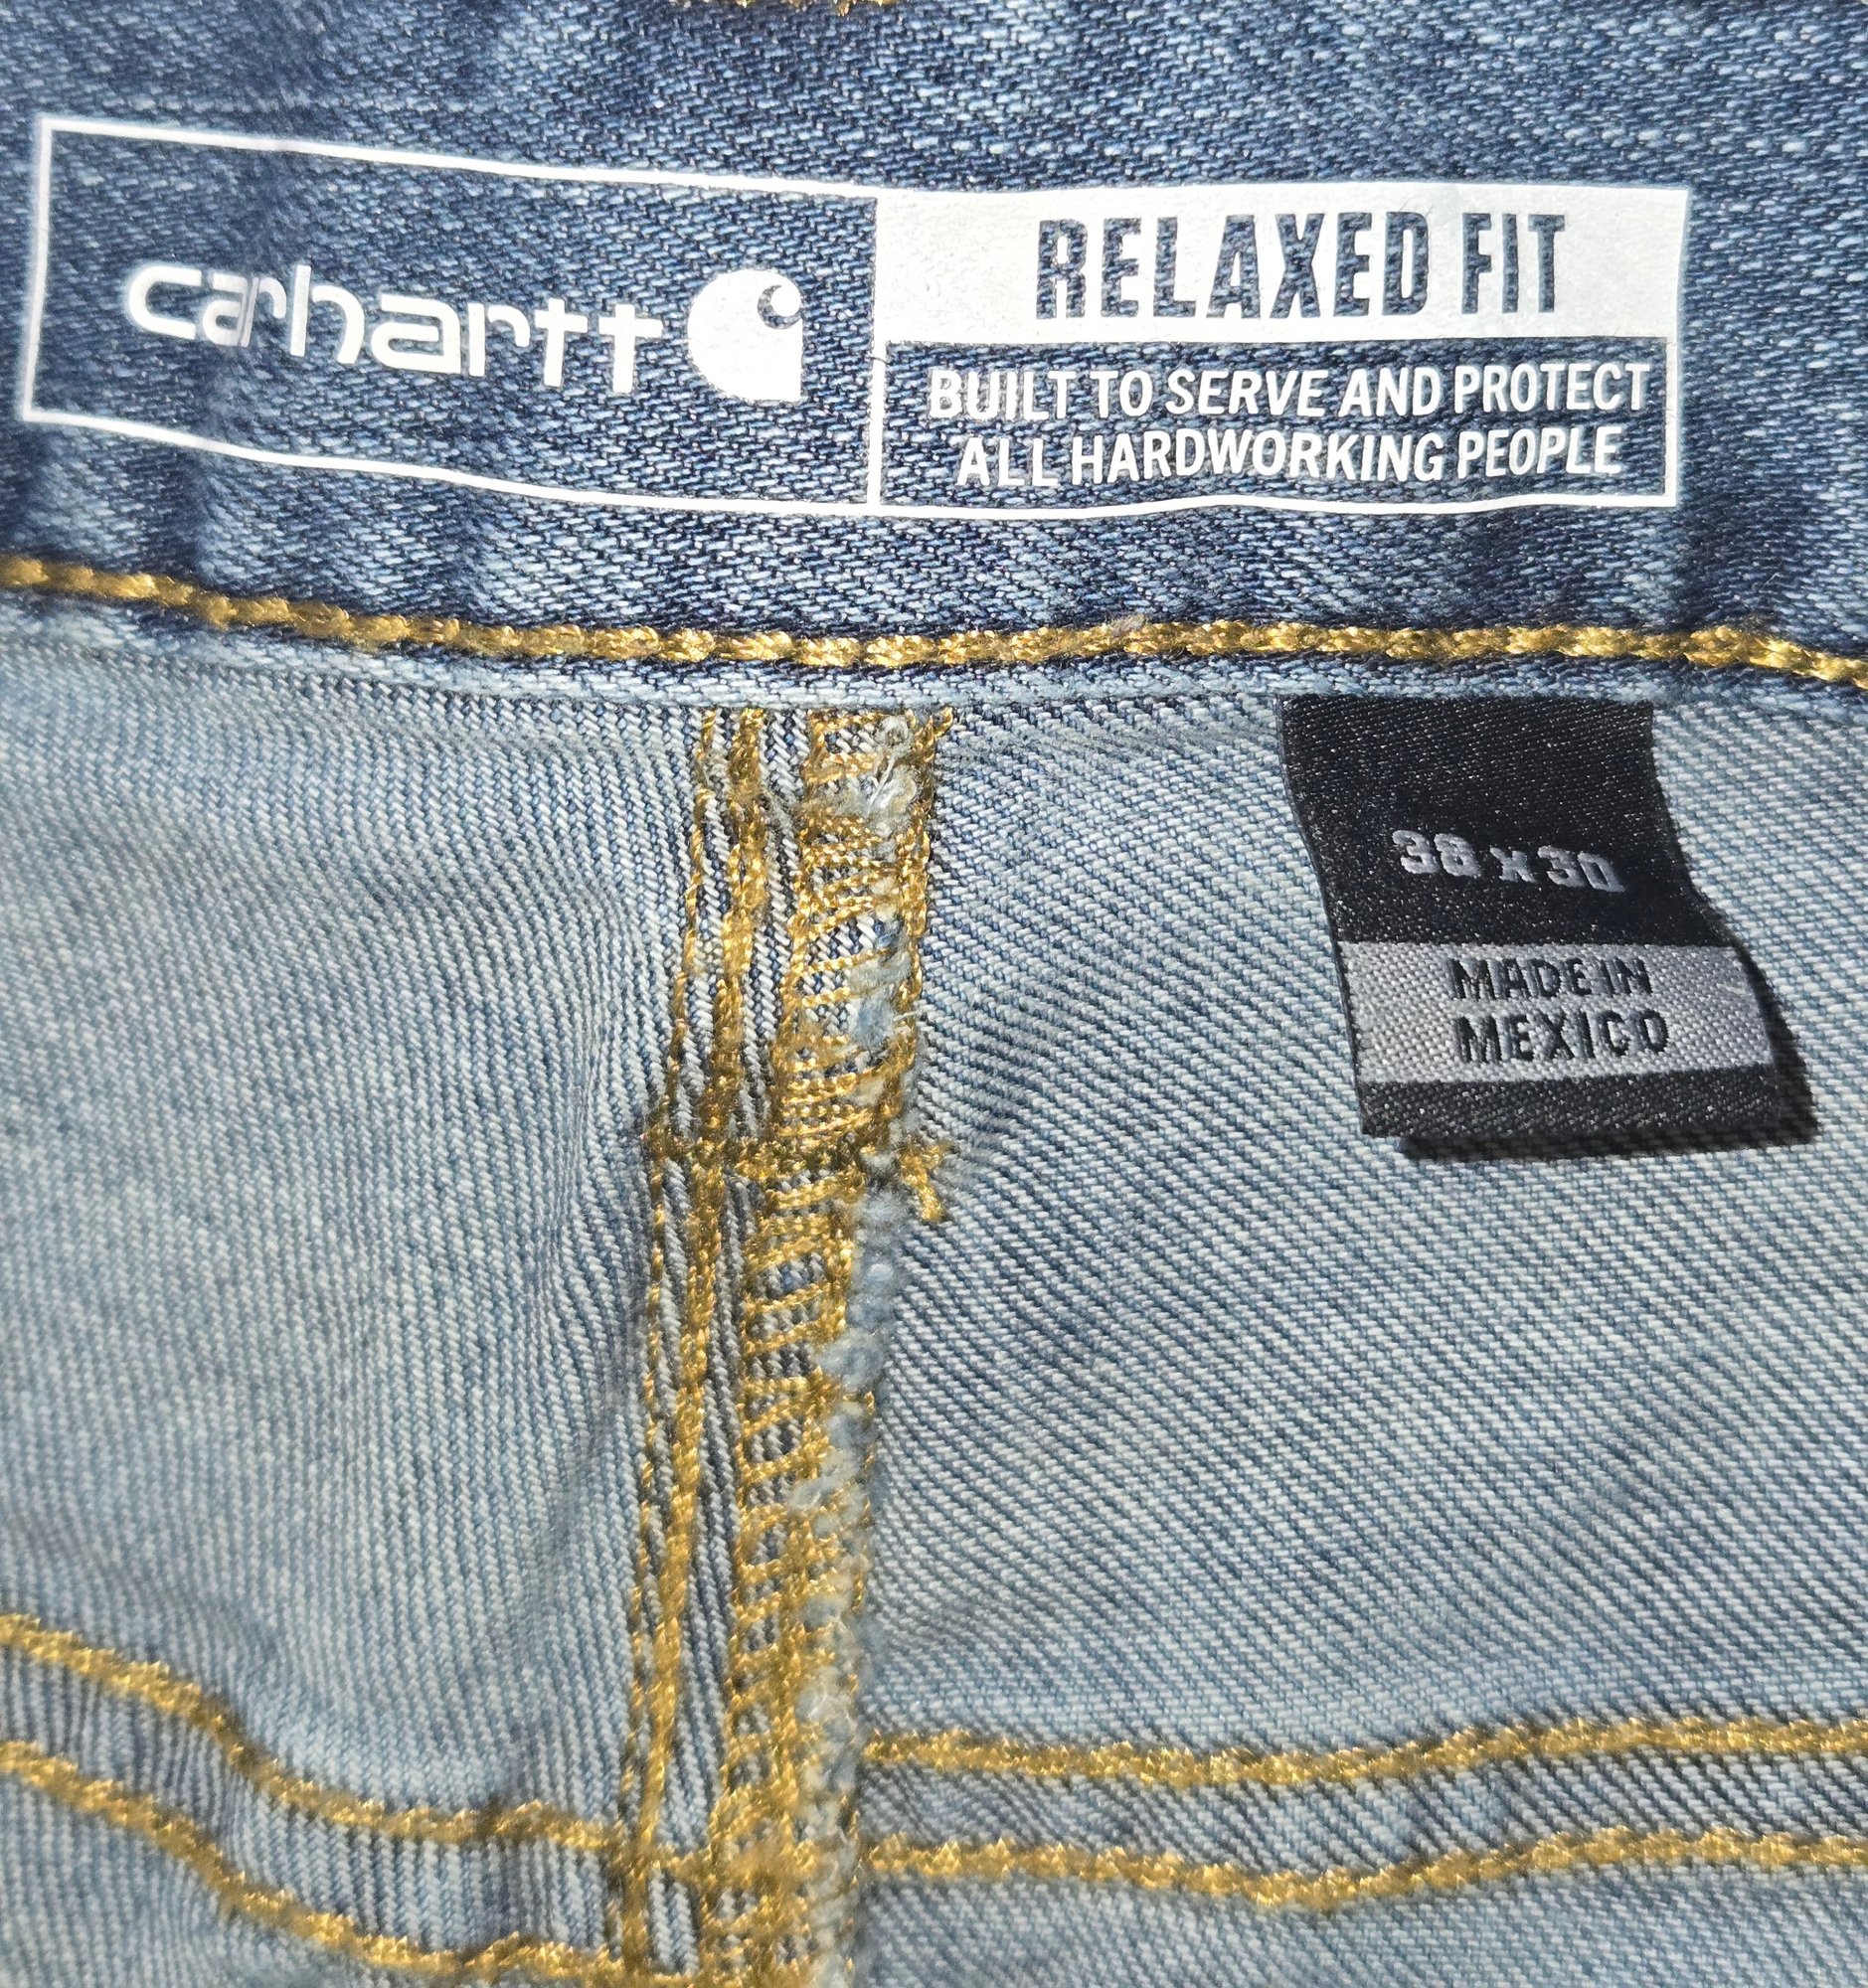 carhartt
RELAXED FIT
BUILT TO SERVE AND PROTECT
ALL HARDWORKING PEOPLE
38 x 30
MADE IN
MEXICO